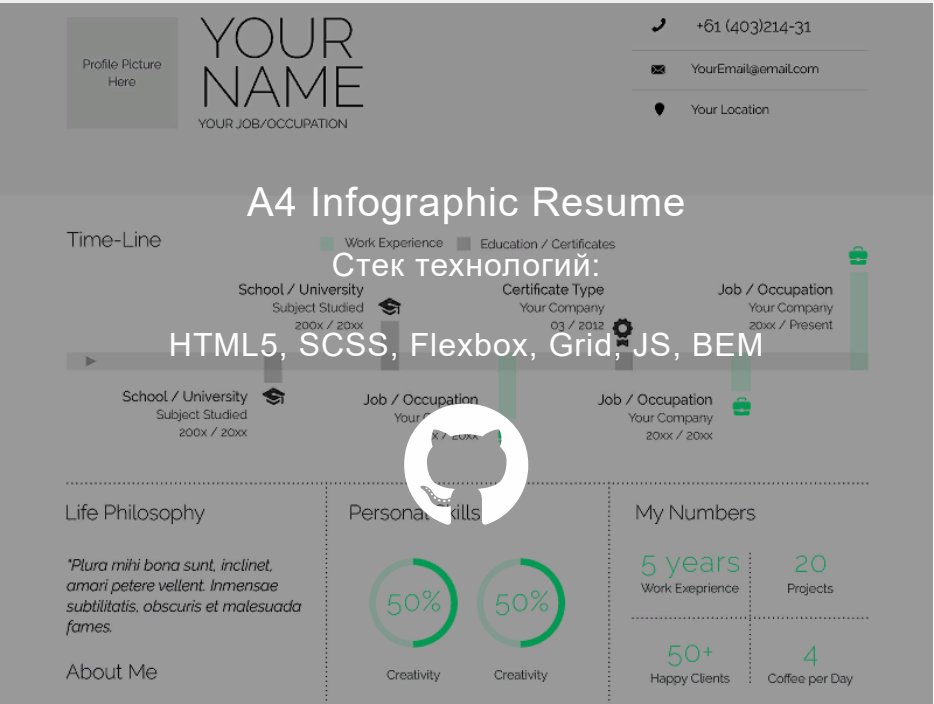 Profile Picture
Here
YOUR
NAME
YOUR JOB/OCCUPATION
+61 (403)214-31
YourEmail@email.com
Your Location
A4 Infographic Resume
Time-Line
Work Experience
Education / Certificates
Стек технологий:
School / University
Subject Studied
200x / 20xx
Certificate Type
Your Company
03 / 2012
Job / Occupation
Your Company
20xx / Present
HTML5, SCSS, Flexbox, Grid, JS, BEM
School / University
Subject Studied
200x / 20xx
Job / Occupation
Your
20xx
Job / Occupation
Your Company
20xx / 20xx
Life Philosophy
"Plura mihi bona sunt, inclinet,
amari petere vellent. Inmensae
subtilitatis, obscuris et malesuada
fames.
About Me
Personal Skills
50%
50%
Creativity
Creativity
My Numbers
5 years
Work Exeprience
20
Projects
50+
Happy Clients
4
Coffee per Day